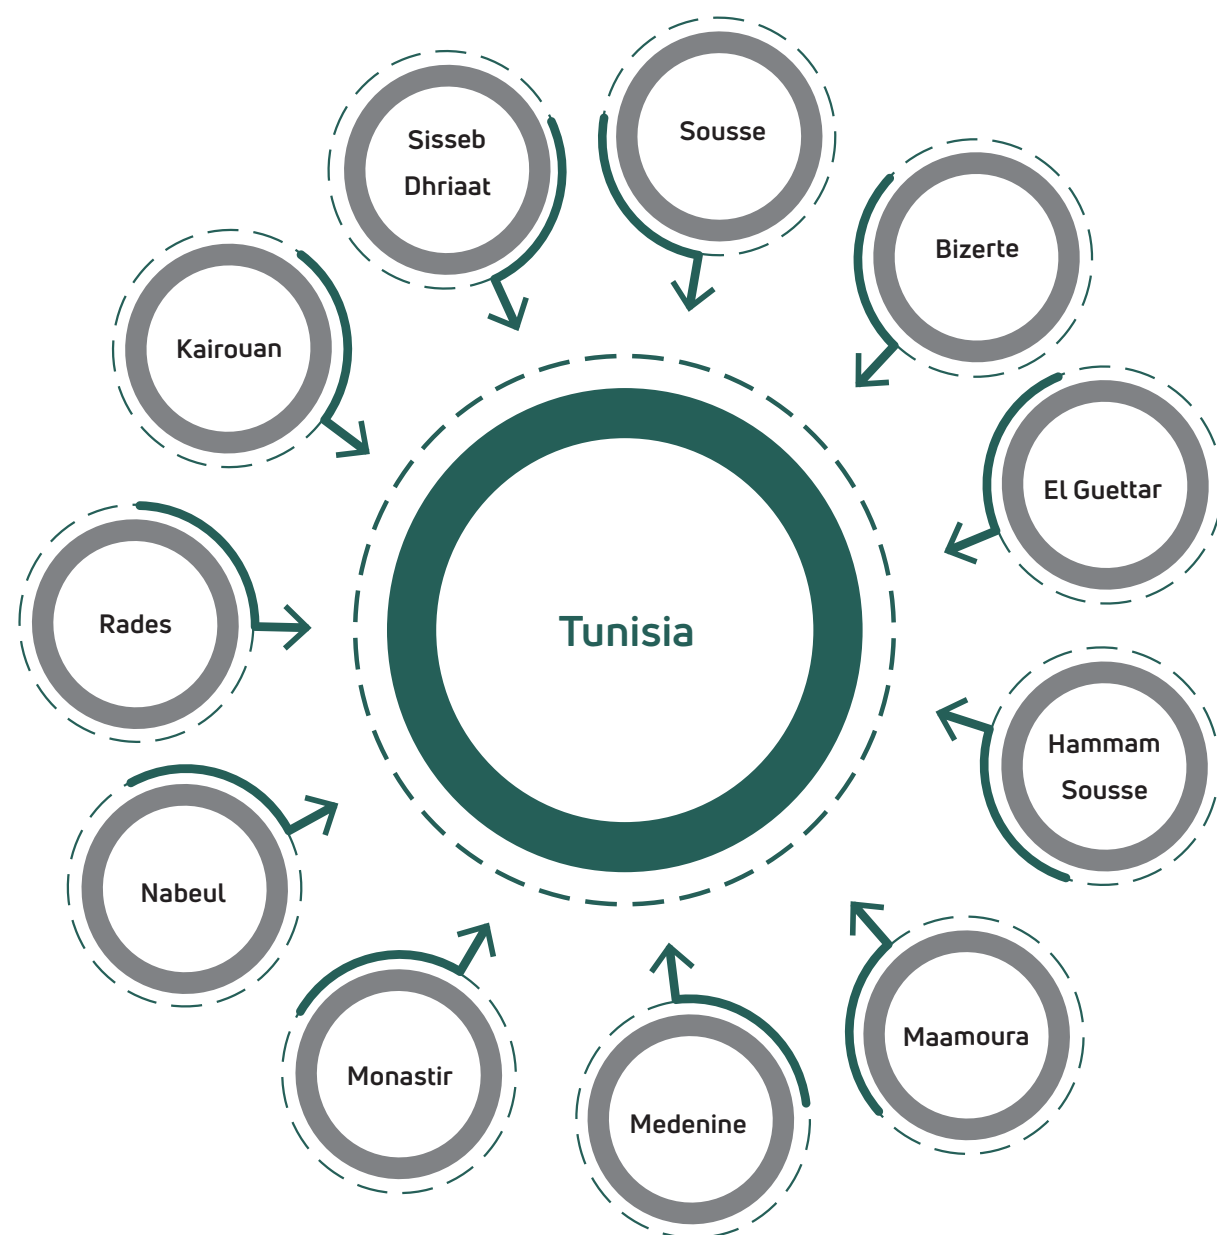 Sousse
Sisseb
Dhriaat
Bizerte
Kairouan
El Guettar
Rades
Tunisia
Hammam
Sousse
Nabeul
Maamoura
Monastir
Medenine